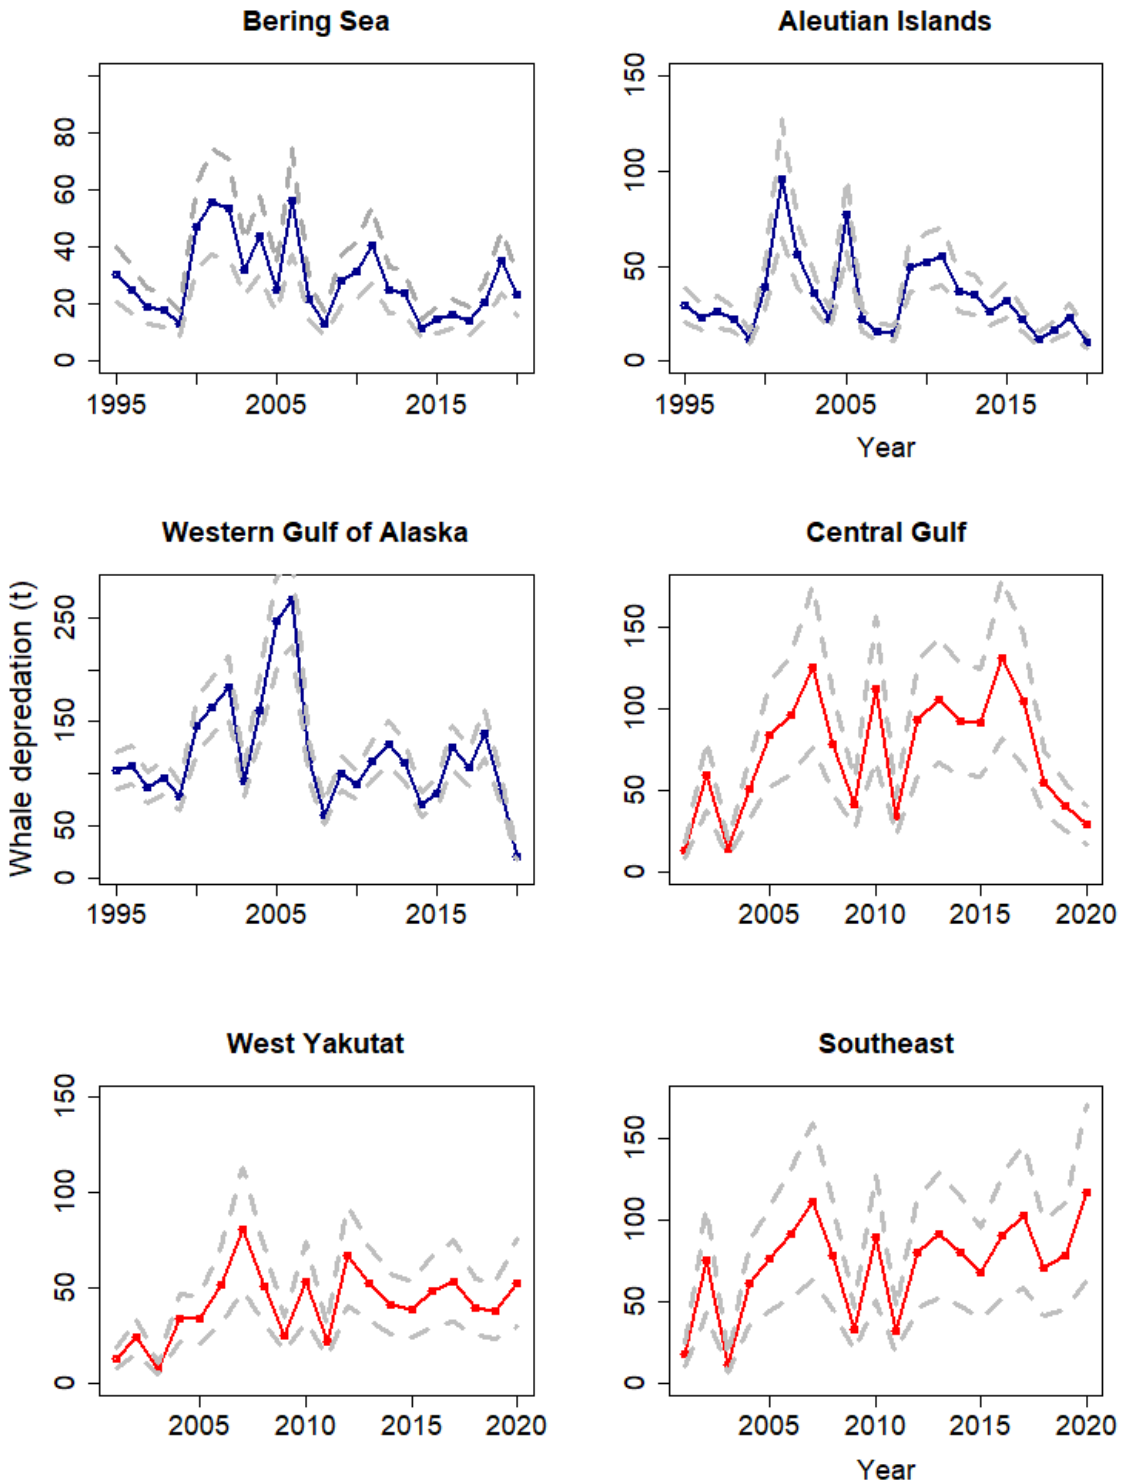 Bering Sea
0 20 40 60 80
1995 2005 2015
Aleutian Islands
0 50 100 150
1995 2005 2015
Year
Whale depredation (t)
Western Gulf of Alaska
0 50 150 250
1995 2005 2015
Central Gulf
0 50 100 150
2005 2010 2015 2020
West Yakutat
0 50 100 150
2005 2010 2015 2020
Southeast
0 50 100 150
2005 2010 2015 2020
Year